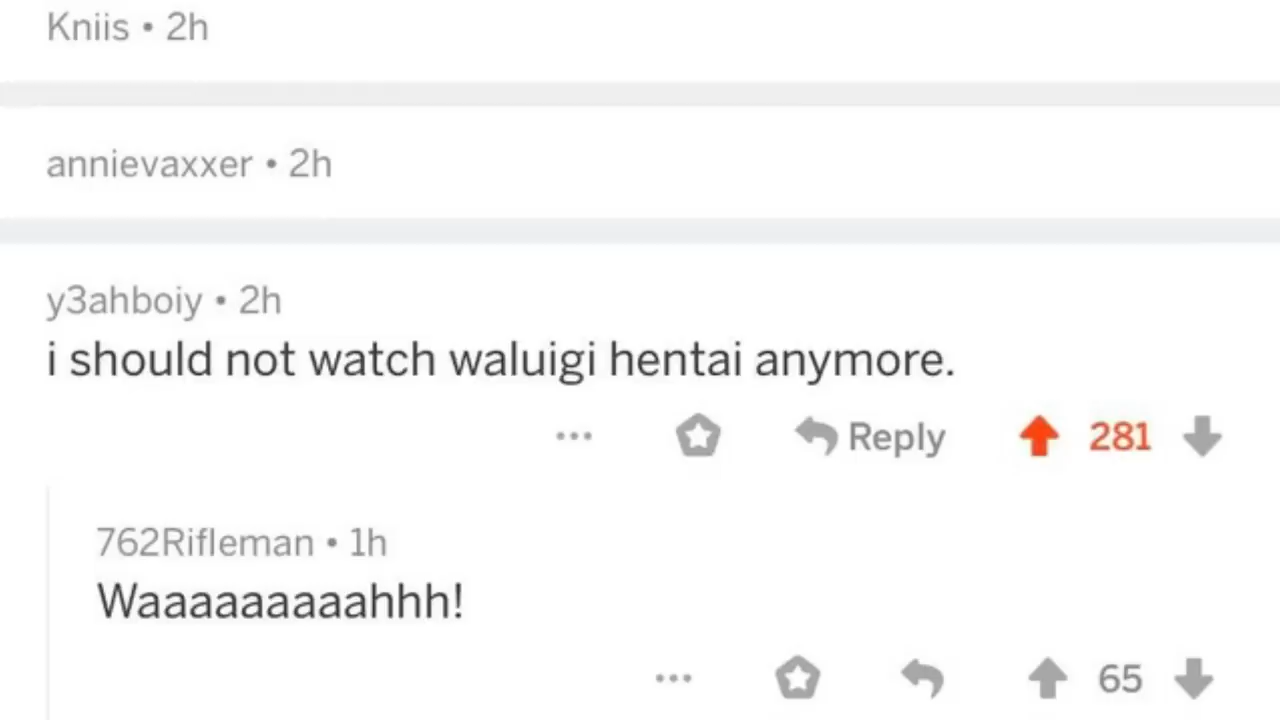 Kniis • 2h
annievaxxer • 2h
y3ahboiy • 2h
i should not watch waluigi hentai anymore.
... Reply 281
762Rifleman • 1h
Waaaaaaaaahhh!
... 65